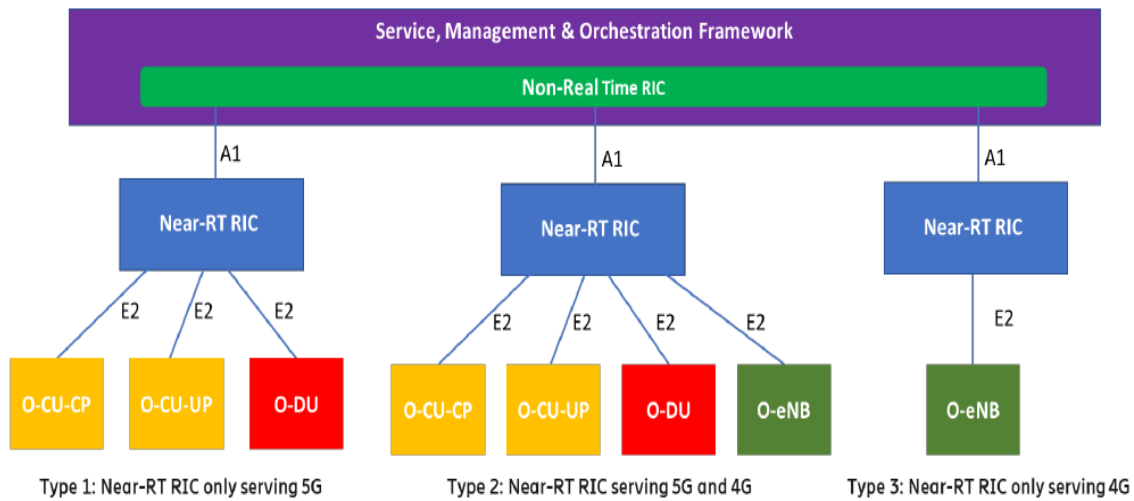 Service, Management & Orchestration Framework
Non-Real Time RIC
A1
A1
A1
Near-RT RIC
Near-RT RIC
Near-RT RIC
E2
E2
E2
E2
E2
E2
E2
E2
O-CU-CP
O-CU-UP
O-DU
O-CU-CP
O-CU-UP
O-DU
O-eNB
O-eNB
Type 1: Near-RT RIC only serving 5G
Type 2: Near-RT RIC serving 5G and 4G
Type 3: Near-RT RIC only serving 4G